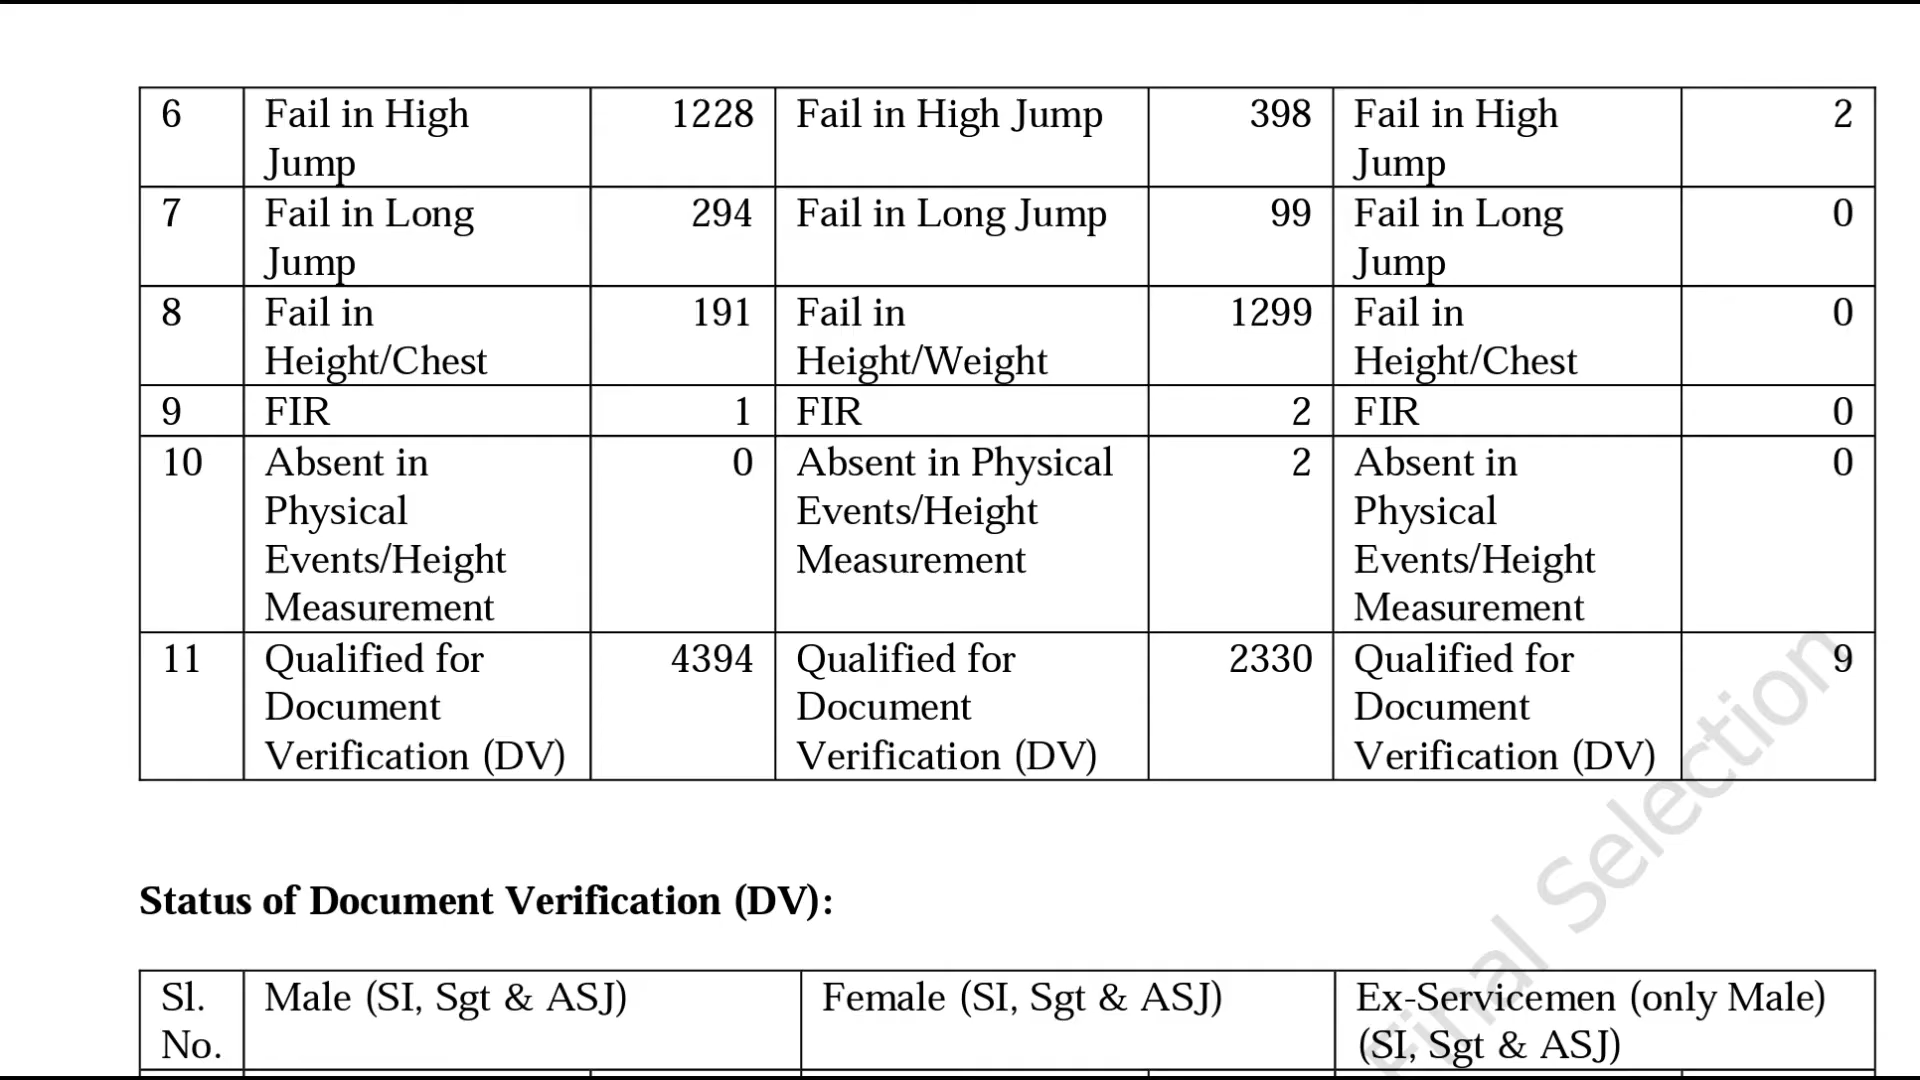 6 Fail in High Jump 1228 Fail in High Jump 398 Fail in High Jump 2
7 Fail in Long Jump 294 Fail in Long Jump 99 Fail in Long Jump 0
8 Fail in Height/Chest 191 Fail in Height/Weight 1299 Fail in Height/Chest 0
9 FIR 1 FIR 2 FIR 0
10 Absent in Physical Events/Height Measurement 0 Absent in Physical Events/Height Measurement 2 Absent in Physical Events/Height Measurement 0
11 Qualified for Document Verification (DV) 4394 Qualified for Document Verification (DV) 2330 Qualified for Document Verification (DV) 9
Status of Document Verification (DV):
Sl. No. Male (SI, Sgt & ASJ) Female (SI, Sgt & ASJ) Ex-Servicemen (only Male) (SI, Sgt & ASJ)
Final Selection